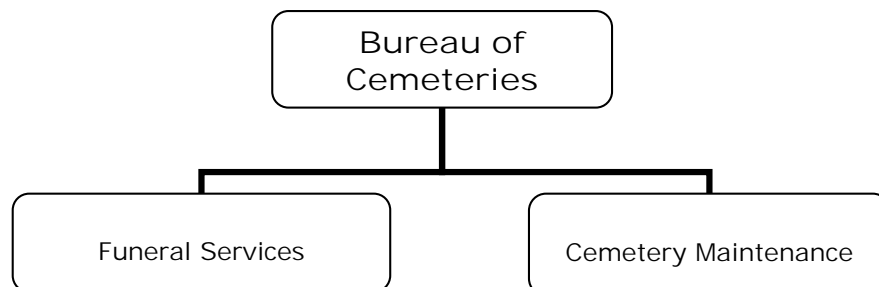 Bureau of
Cemeteries
Funeral Services
Cemetery Maintenance